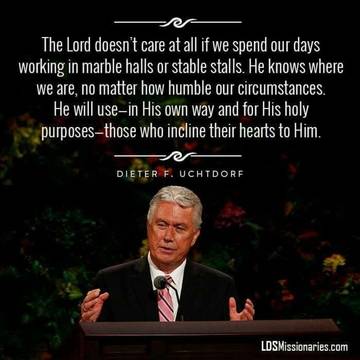 The Lord doesn't care at all if we spend our days
working in marble halls or stable stalls. He knows where
we are, no matter how humble our circumstances.
He will use—in His own way and for His holy
purposes—those who incline their hearts to Him.
DIETER F. UCHTDORF
LDSMissionaries.com